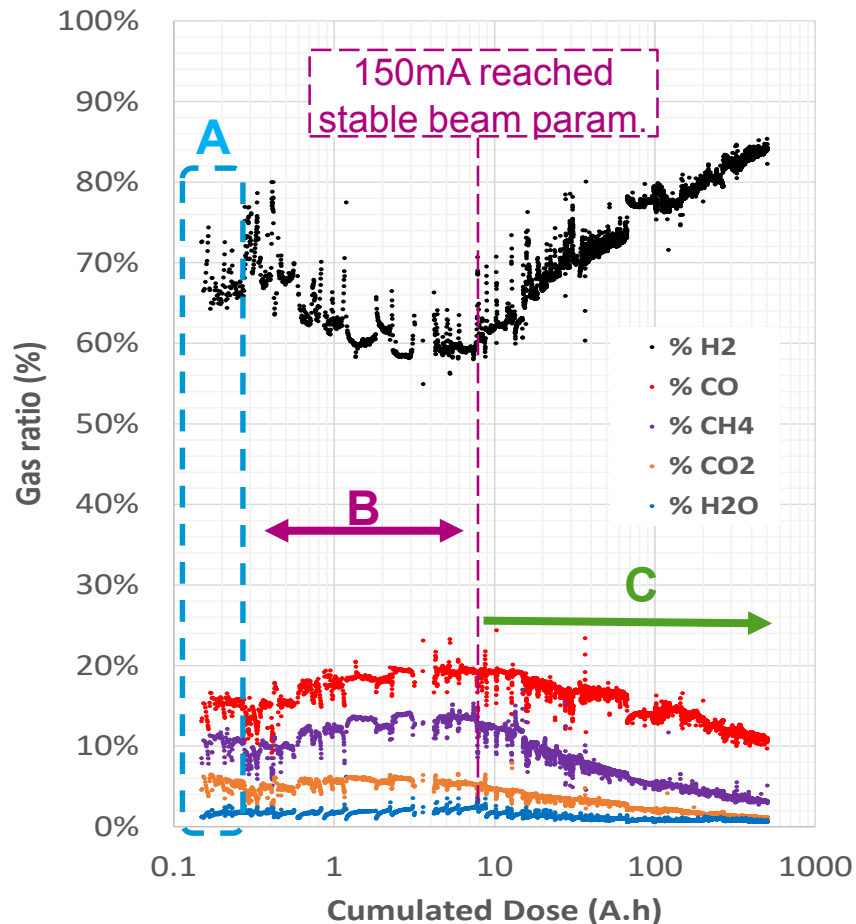 100%
90%
80%
70%
60%
50%
40%
30%
20%
10%
0%
Gas ratio (%)
150mA reached
stable beam param.
A
B
C
% H2
% CO
% CH4
% CO2
% H2O
0.1
1
10
100
1000
Cumulated Dose (A.h)